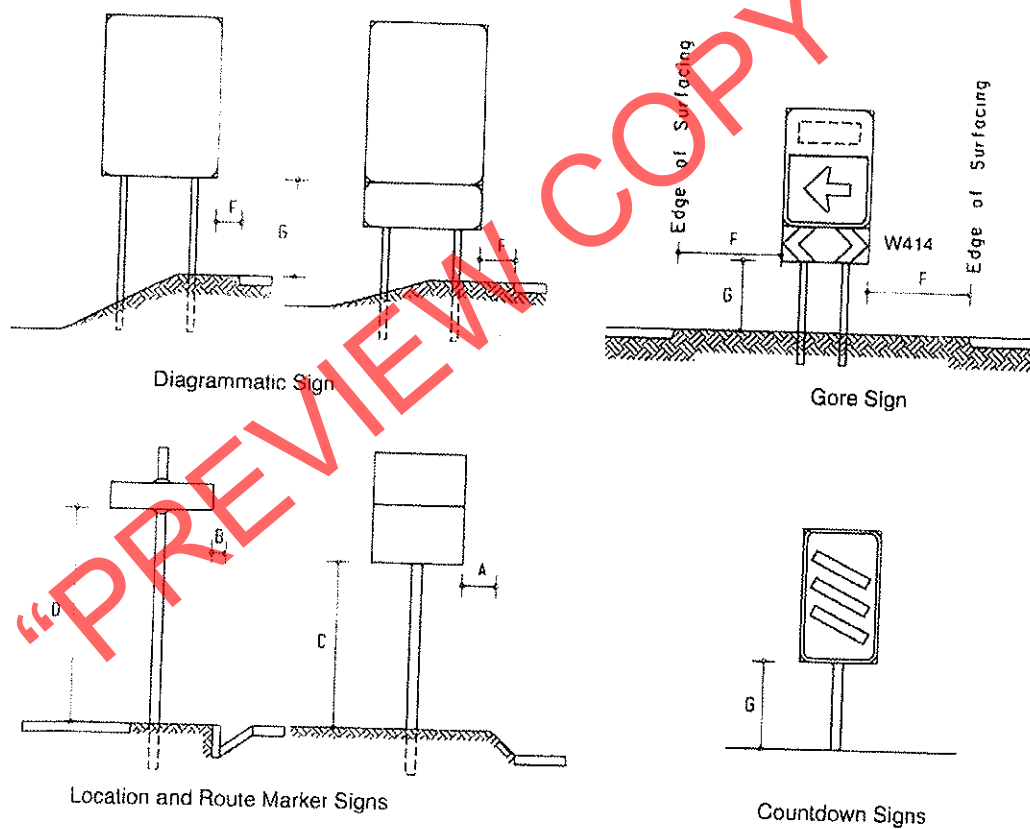 Edge of Surfacing
Edge of Surfacing
F
G
F
W414
F
G
F
Diagrammatic Sign
Gore Sign
B
A
D
C
G
Location and Route Marker Signs
Countdown Signs
“PREVIEW COPY